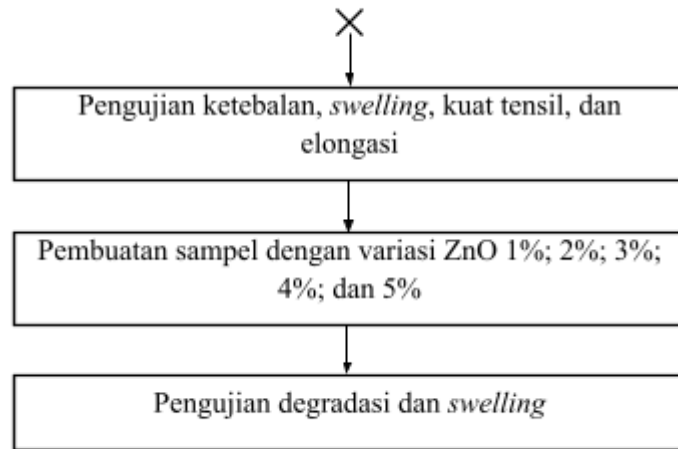 Pengujian ketebalan, swelling, kuat tensil, dan
elongasi
Pembuatan sampel dengan variasi ZnO 1%; 2%; 3%;
4%; dan 5%
Pengujian degradasi dan swelling